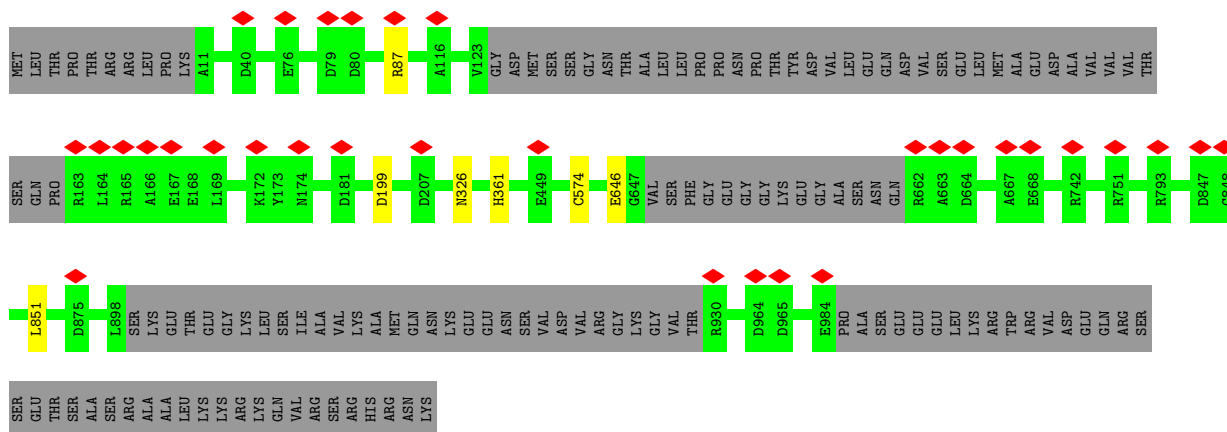 MET LEU THR PRO THR ARG ARG LEU PRO LYS A11 D40 E76 D79 D80 R87 A116 V123 GLY ASP MET SER SER GLY ASN THR ALA LEU LEU PRO PRO ASN PRO THR TYR ASP VAL LEU GLU GLN ASP VAL SER GLU LEU MET ALA GLU ASP ALA VAL VAL VAL THR
SER GLN PRO R163 L164 R165 A166 E167 E168 L169 K172 Y173 N174 D181 D199 D207 N326 H361 E449 C574 E646 G647 VAL SER PHE GLY GLU GLY GLY LYS GLU GLY ALA SER ASN GLN R662 A663 D664 A667 E668 R742 R751 R793 D847 G848
L851 D875 L898 SER LYS GLU THR GLU GLY LYS LEU SER ILE ALA VAL LYS ALA MET GLN ASN LYS GLU GLU ASN SER VAL ASP VAL ARG GLY LYS GLY VAL THR R930 D964 D965 E984 PRO ALA SER GLU GLU GLU LEU LYS ARG TRP ARG VAL ASP GLU GLN ARG SER
SER GLU THR SER ALA SER ARG ALA ALA LEU LYS LYS ARG LYS GLN VAL ARG SER ARG HIS ARG ASN LYS